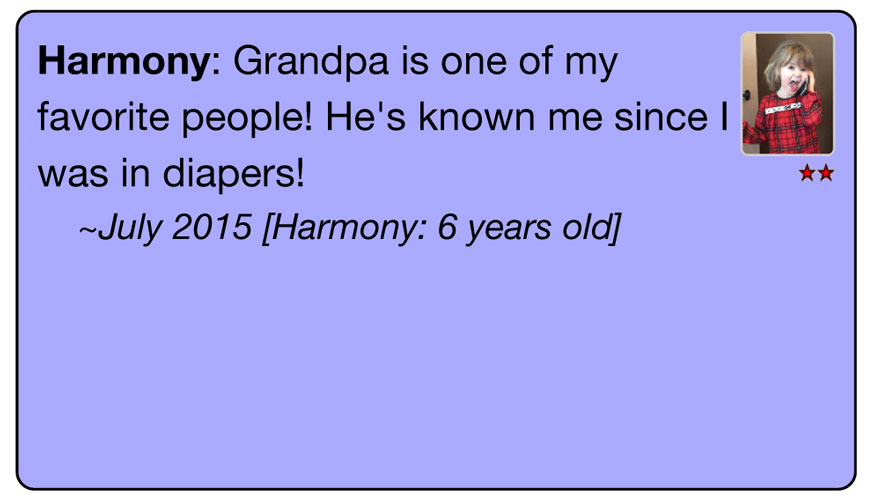 Harmony: Grandpa is one of my
favorite people! He's known me since I
was in diapers!
~July 2015 [Harmony: 6 years old]